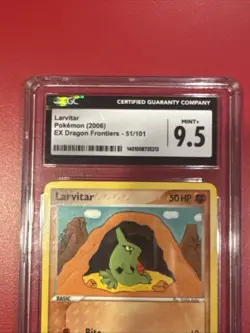 CGC
CERTIFIED GUARANTY COMPANY
Larvitar
Pokémon (2006)
EX Dragon Frontiers - 51/101
MINT+
9.5
Larvitar
50 HP
BASIC
Bite